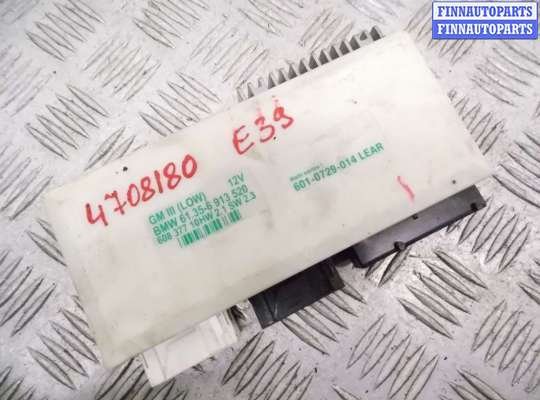 FINNAUTOPARTS
FINNAUTOPARTS
4708180 E39
GM III (LOW) 12V
BMW 61.35-6 913 520
608 377 10HW 2.1 SW 2.3
601-0729-014 LEAR